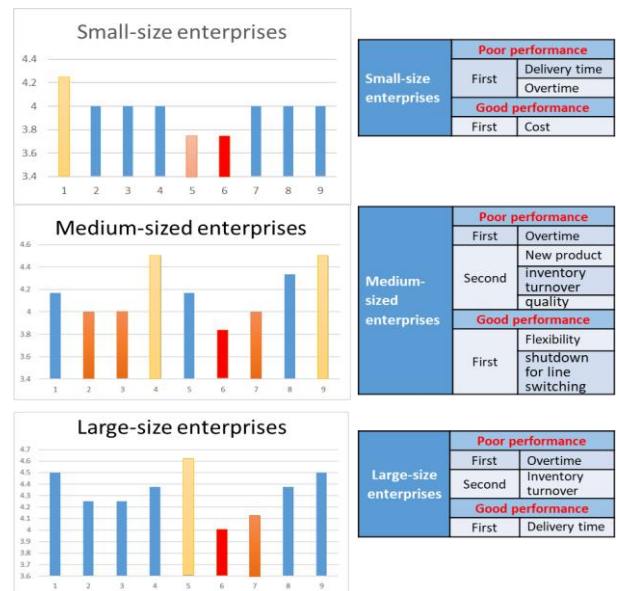 Small-size enterprises
4.4
4.2
4
3.8
3.6
3.4
1 2 3 4 5 6 7 8 9
Small-size
enterprises
Poor performance
First
Delivery time
Overtime
Good performance
First
Cost
Medium-sized enterprises
4.6
4.4
4.2
4
3.8
3.6
3.4
1 2 3 4 5 6 7 8 9
Medium-
sized
enterprises
Poor performance
First
Overtime
Second
New product
inventory
turnover
quality
Good performance
First
Flexibility
shutdown
for line
switching
Large-size enterprises
4.7
4.6
4.5
4.4
4.3
4.2
4.1
4
3.9
3.8
3.7
3.6
1 2 3 4 5 6 7 8 9
Large-size
enterprises
Poor performance
First
Overtime
Second
Inventory
turnover
Good performance
First
Delivery time